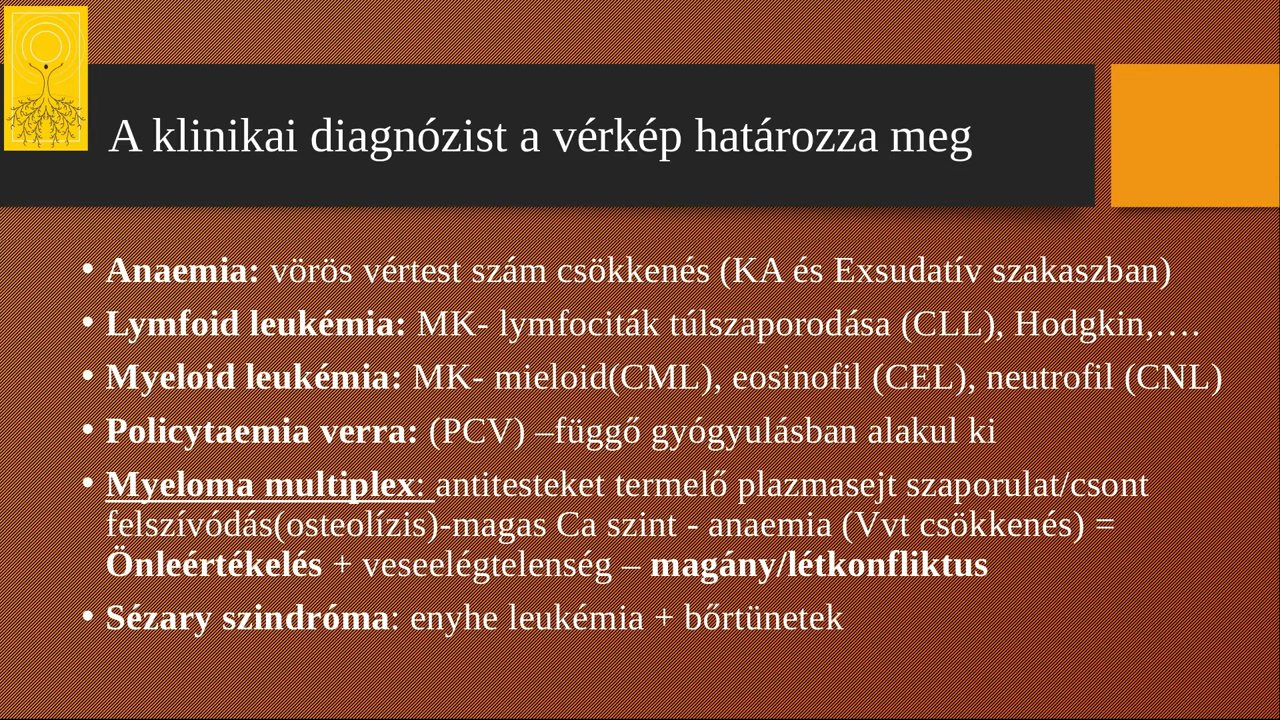 A klinikai diagnózist a vérkép határozza meg
• Anaemia: vörös vértest szám csökkenés (KA és Exsudatív szakaszban)
• Lymfoid leukémia: MK- lymfociták túlszaporodása (CLL), Hodgkin,….
• Myeloid leukémia: MK- mieloid(CML), eosinofil (CEL), neutrofil (CNL)
• Policytaemia verra: (PCV) –függő gyógyulásban alakul ki
• Myeloma multiplex: antitesteket termelő plazmasejt szaporulat/csont
felszívódás(osteolízis)-magas Ca szint - anaemia (Vvt csökkenés) =
Önleértékelés + veseelégtelenség – magány/létkonfliktus
• Sézary szindróma: enyhe leukémia + bőrtünetek